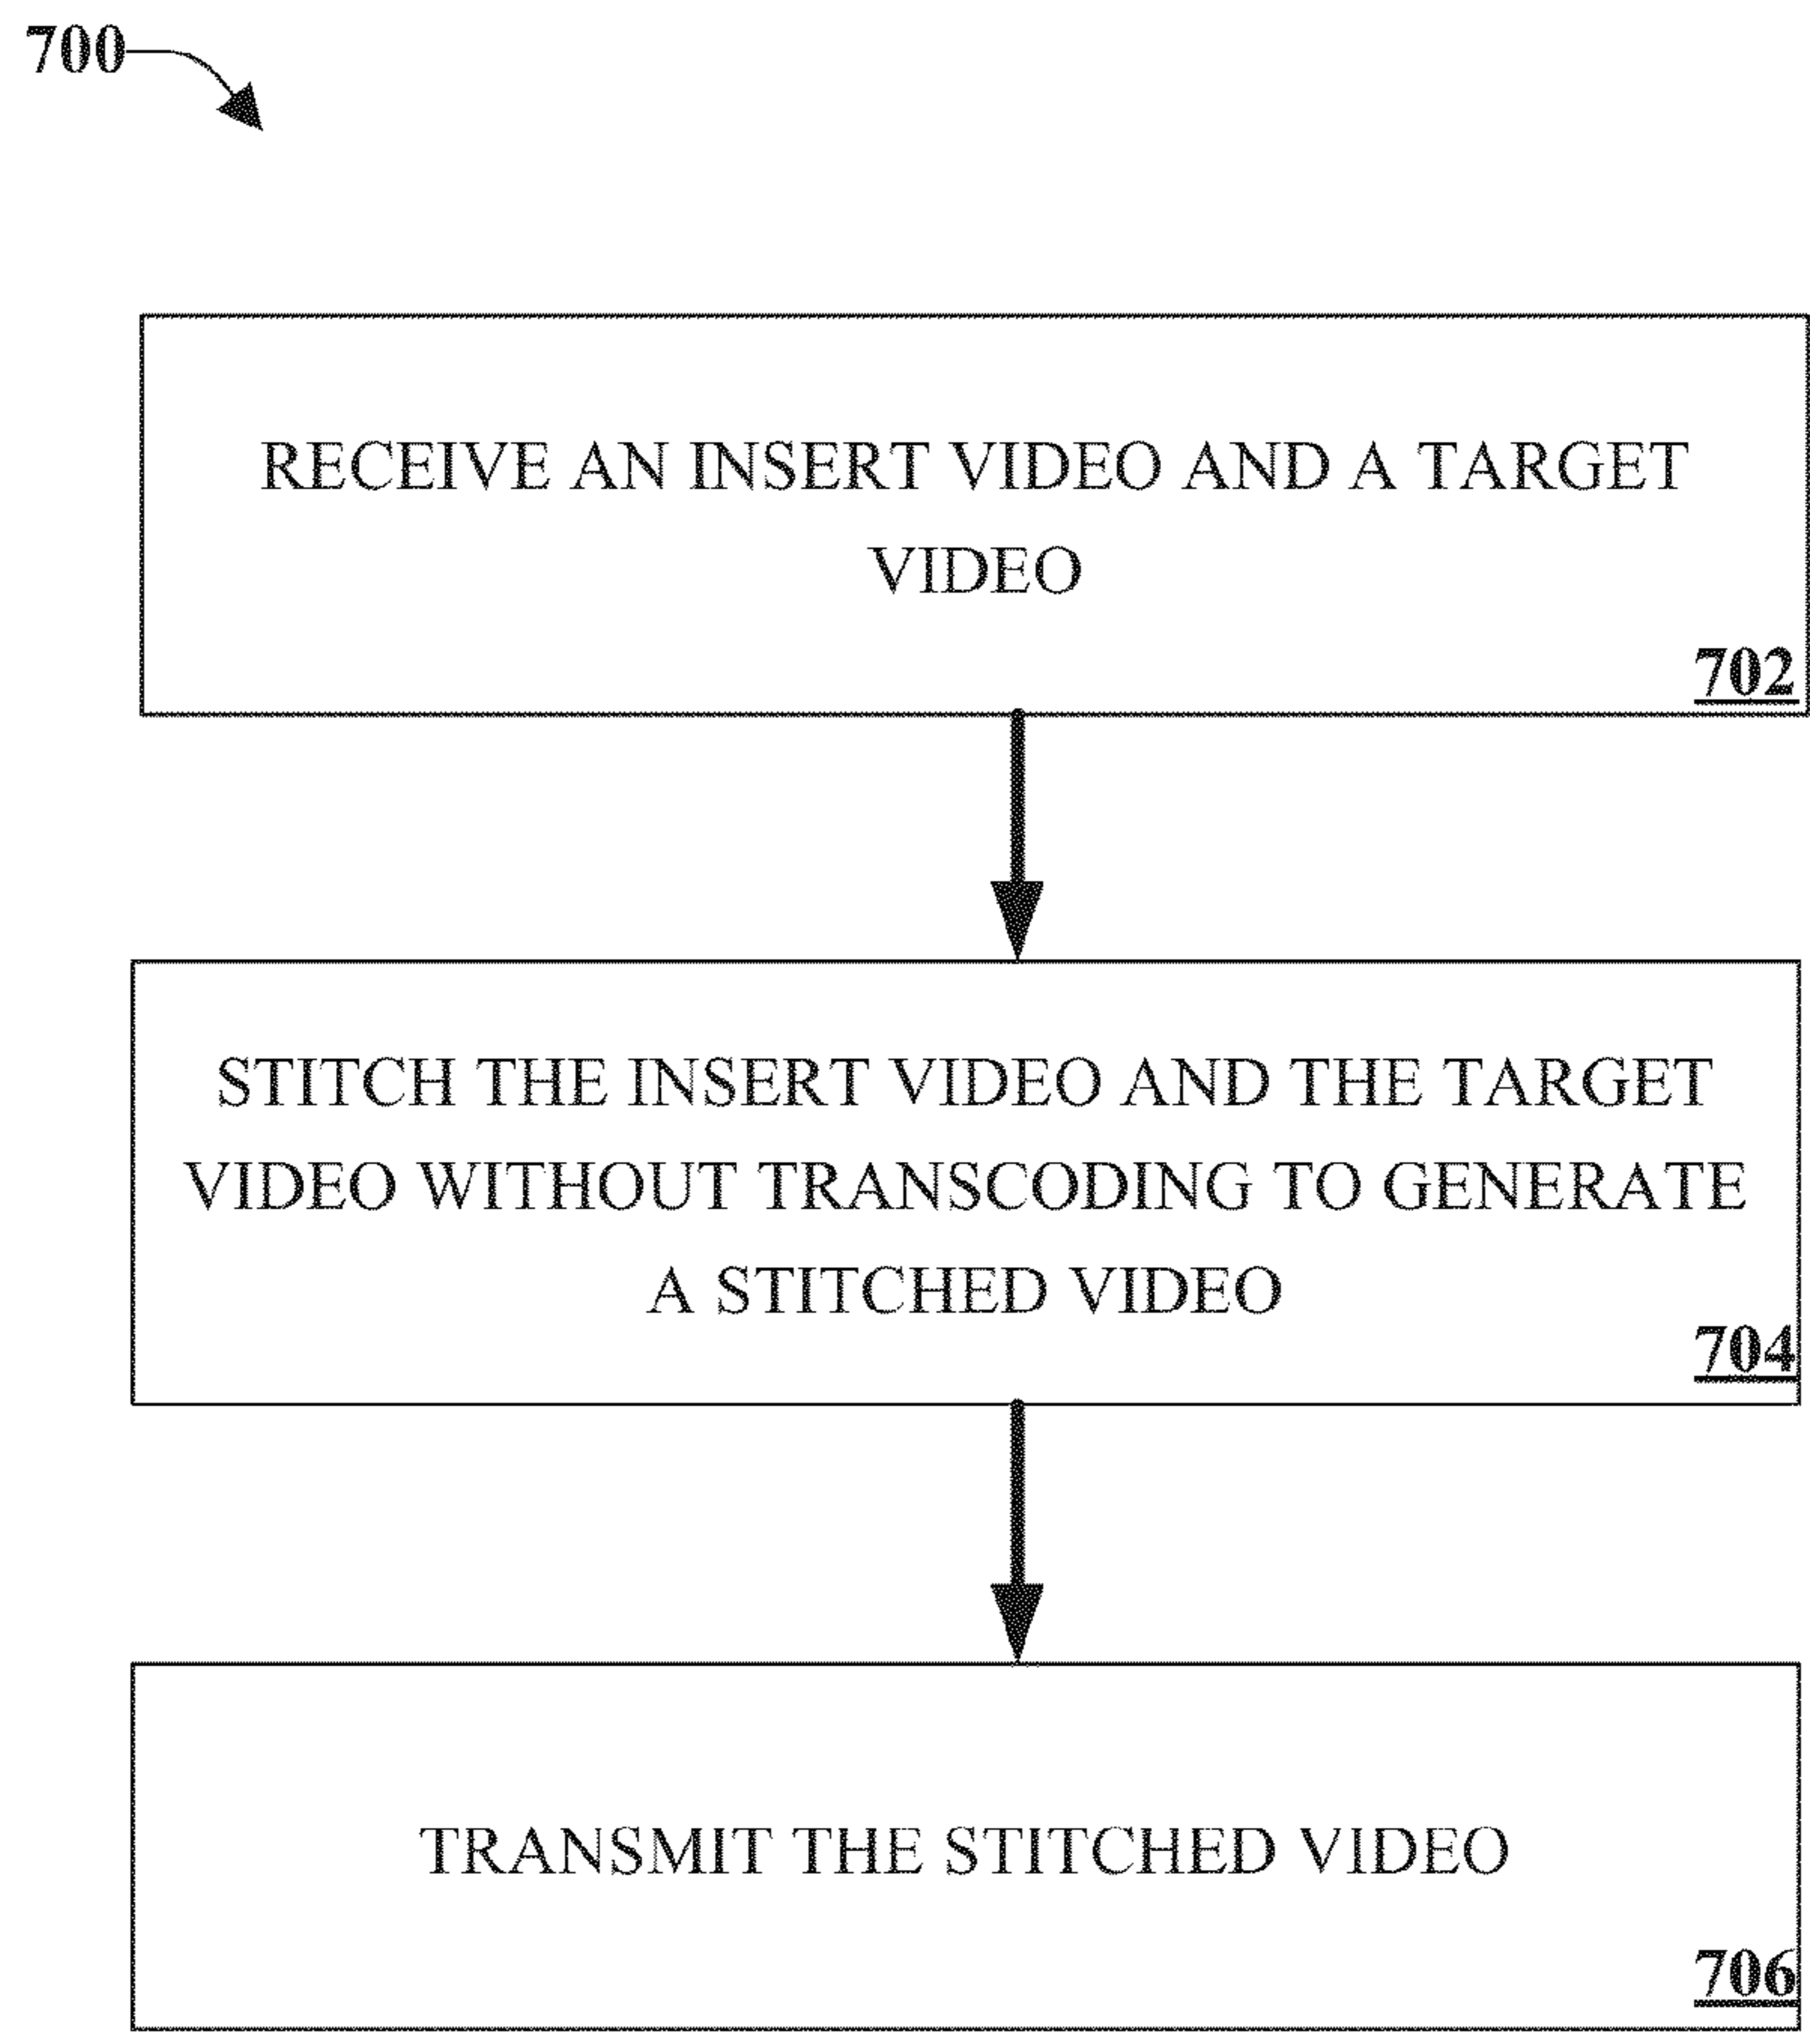 700
RECEIVE AN INSERT VIDEO AND A TARGET
VIDEO
702
STITCH THE INSERT VIDEO AND THE TARGET
VIDEO WITHOUT TRANSCODING TO GENERATE
A STITCHED VIDEO
704
TRANSMIT THE STITCHED VIDEO
706